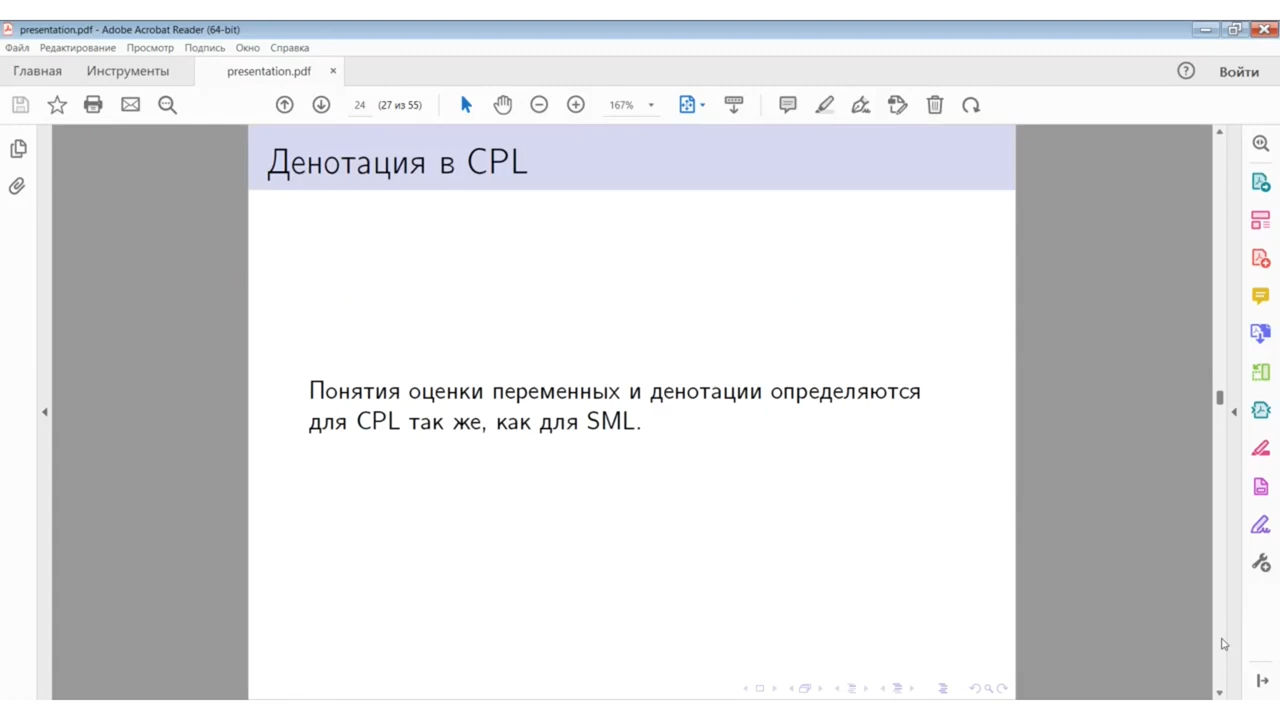 presentation.pdf - Adobe Acrobat Reader (64-bit)
Файл Редактирование Просмотр Подпись Окно Справка
Главная Инструменты presentation.pdf × Войти
24 (27 из 55) 167%
Денотация в CPL
Понятия оценки переменных и денотации определяются
для CPL так же, как для SML.